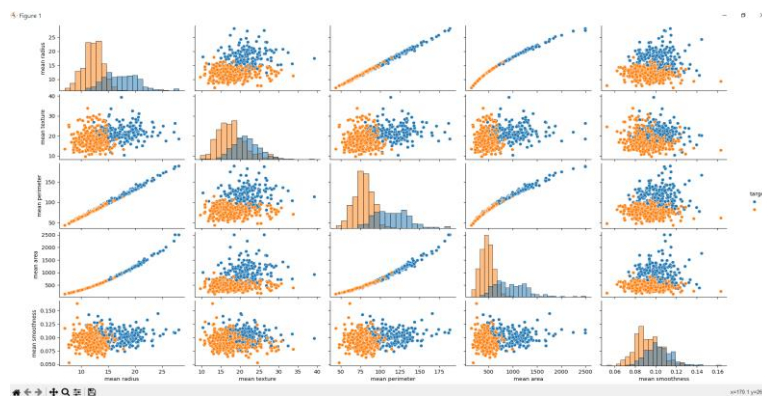 Figure 1
mean radius
25
20
15
10
mean texture
40
30
20
10
mean perimeter
150
100
50
mean area
2500
2000
1500
1000
500
mean smoothness
0.150
0.125
0.100
0.075
0.050
10 15 20 25
mean radius
10 15 20 25 30 35 40
mean texture
50 75 100 125 150 175
mean perimeter
500 1000 1500 2000 2500
mean area
0.06 0.08 0.10 0.12 0.14 0.16
mean smoothness